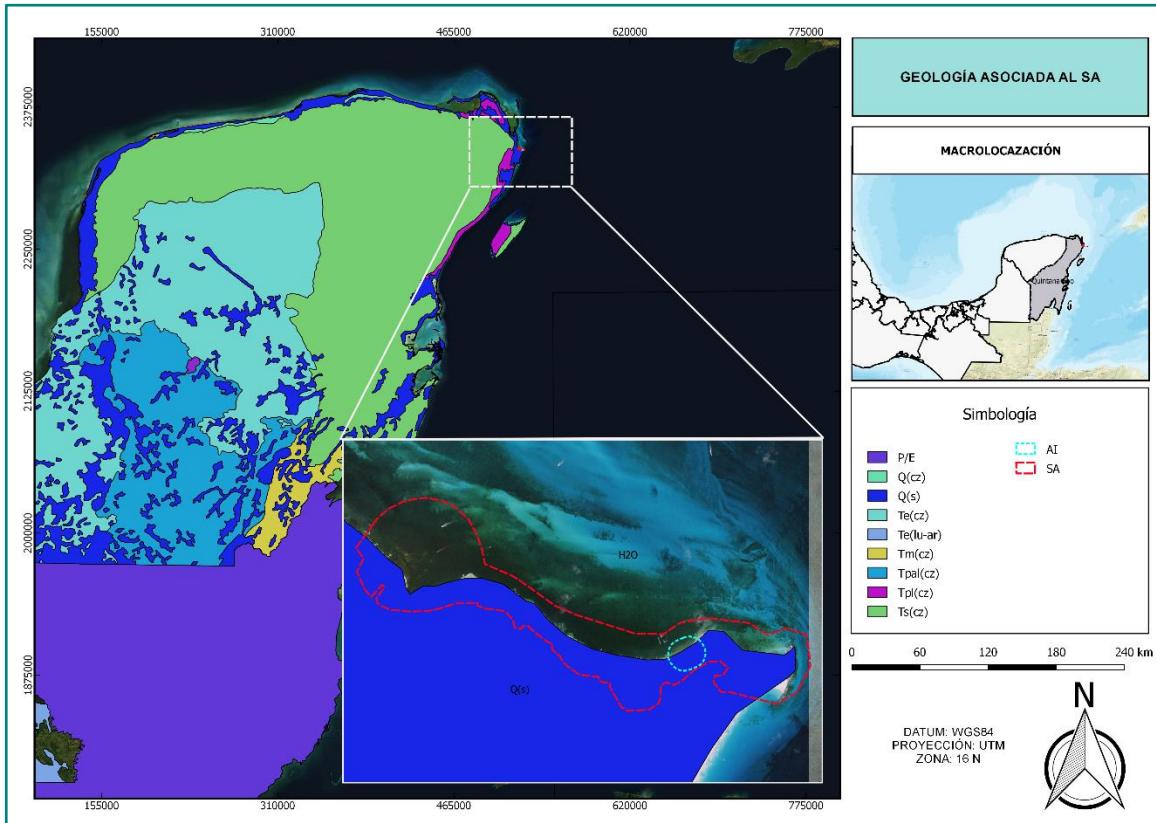 155000 310000 465000 620000 775000
2375000
2250000
2125000
2000000
1875000
H2O
Q(s)
155000 310000 465000 620000 775000
GEOLOGÍA ASOCIADA AL SA
MACROLOCAZACIÓN
Simbología
P/E
Q(cz)
Q(s)
Te(cz)
Te(lu-ar)
Tm(cz)
Tpal(cz)
Tpl(cz)
Ts(cz)
AI
SA
0 60 120 180 240 km
DATUM: WGS84
PROYECCIÓN: UTM
ZONA: 16 N
N